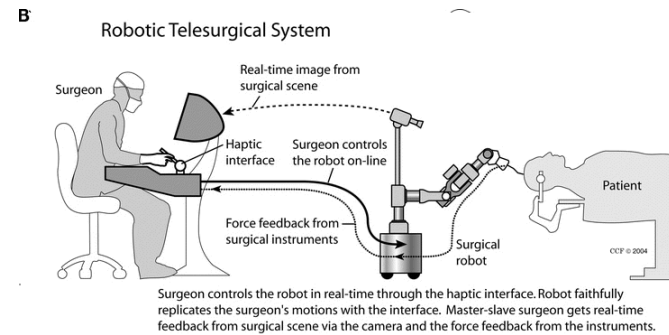 B
Robotic Telesurgical System
Real-time image from
surgical scene
Surgeon
Haptic
interface
Surgeon controls
the robot on-line
Patient
Force feedback from
surgical instruments
Surgical
robot
CCF © 2004
Surgeon controls the robot in real-time through the haptic interface. Robot faithfully
replicates the surgeon's motions with the interface. Master-slave surgeon gets real-time
feedback from surgical scene via the camera and the force feedback from the instruments.